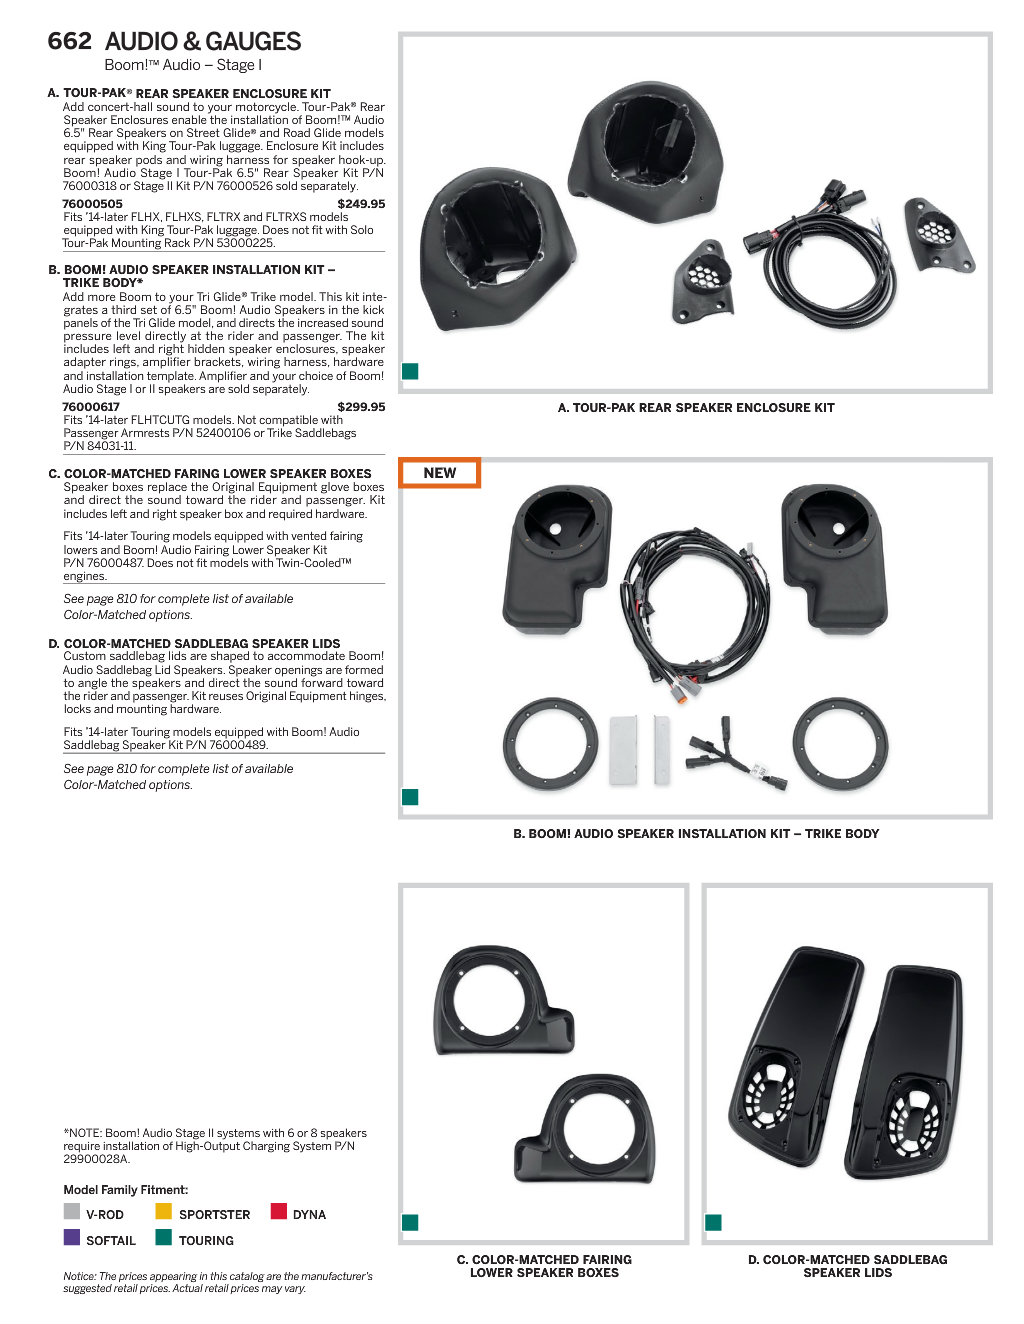 662 AUDIO & GAUGES
Boom!™ Audio – Stage I
A. TOUR-PAK® REAR SPEAKER ENCLOSURE KIT
Add concert-hall sound to your motorcycle. Tour-Pak® Rear
Speaker Enclosures enable the installation of Boom!™ Audio
6.5" Rear Speakers on Street Glide® and Road Glide models
equipped with King Tour-Pak luggage. Enclosure Kit includes
rear speaker pods and wiring harness for speaker hook-up.
Boom! Audio Stage I Tour-Pak 6.5" Rear Speaker Kit P/N
76000318 or Stage II Kit P/N 76000526 sold separately.
76000505 $249.95
Fits ’14-later FLHX, FLHXS, FLTRX and FLTRXS models
equipped with King Tour-Pak luggage. Does not fit with Solo
Tour-Pak Mounting Rack P/N 53000225.
B. BOOM! AUDIO SPEAKER INSTALLATION KIT –
TRIKE BODY*
Add more Boom to your Tri Glide® Trike model. This kit inte-
grates a third set of 6.5" Boom! Audio Speakers in the kick
panels of the Tri Glide model, and directs the increased sound
pressure level directly at the rider and passenger. The kit
includes left and right hidden speaker enclosures, speaker
adapter rings, amplifier brackets, wiring harness, hardware
and installation template. Amplifier and your choice of Boom!
Audio Stage I or II speakers are sold separately.
76000617 $299.95
Fits ’14-later FLHTCUTG models. Not compatible with
Passenger Armrests P/N 52400106 or Trike Saddlebags
P/N 84031-11.
C. COLOR-MATCHED FARING LOWER SPEAKER BOXES
Speaker boxes replace the Original Equipment glove boxes
and direct the sound toward the rider and passenger. Kit
includes left and right speaker box and required hardware.
Fits ’14-later Touring models equipped with vented fairing
lowers and Boom! Audio Fairing Lower Speaker Kit
P/N 76000487. Does not fit models with Twin-Cooled™
engines.
See page 810 for complete list of available
Color-Matched options.
D. COLOR-MATCHED SADDLEBAG SPEAKER LIDS
Custom saddlebag lids are shaped to accommodate Boom!
Audio Saddlebag Lid Speakers. Speaker openings are formed
to angle the speakers and direct the sound forward toward
the rider and passenger. Kit reuses Original Equipment hinges,
locks and mounting hardware.
Fits ’14-later Touring models equipped with Boom! Audio
Saddlebag Speaker Kit P/N 76000489.
See page 810 for complete list of available
Color-Matched options.
*NOTE: Boom! Audio Stage II systems with 6 or 8 speakers
require installation of High-Output Charging System P/N
29900028A.
Model Family Fitment:
V-ROD SPORTSTER DYNA
SOFTAIL TOURING
Notice: The prices appearing in this catalog are the manufacturer’s
suggested retail prices. Actual retail prices may vary.
A. TOUR-PAK REAR SPEAKER ENCLOSURE KIT
NEW
B. BOOM! AUDIO SPEAKER INSTALLATION KIT – TRIKE BODY
C. COLOR-MATCHED FAIRING
LOWER SPEAKER BOXES
D. COLOR-MATCHED SADDLEBAG
SPEAKER LIDS